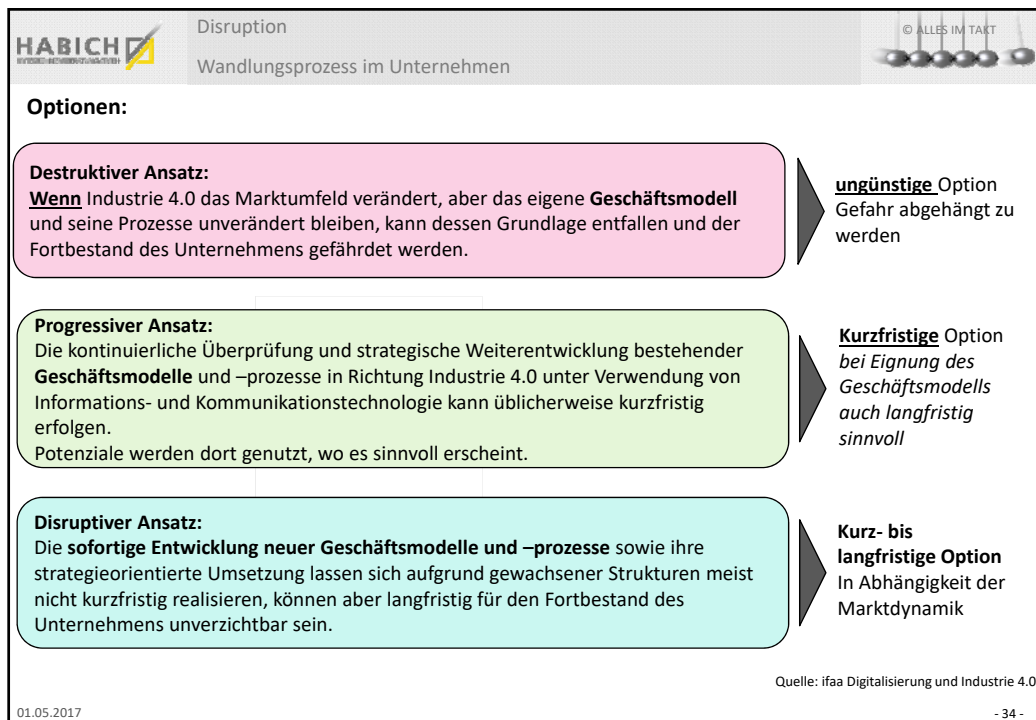 HABICH
Disruption
Wandlungsprozess im Unternehmen
© ALLES IM TAKT
Optionen:
Destruktiver Ansatz:
Wenn Industrie 4.0 das Marktumfeld verändert, aber das eigene Geschäftsmodell
und seine Prozesse unverändert bleiben, kann dessen Grundlage entfallen und der
Fortbestand des Unternehmens gefährdet werden.
ungünstige Option
Gefahr abgehängt zu
werden
Progressiver Ansatz:
Die kontinuierliche Überprüfung und strategische Weiterentwicklung bestehender
Geschäftsmodelle und –prozesse in Richtung Industrie 4.0 unter Verwendung von
Informations- und Kommunikationstechnologie kann üblicherweise kurzfristig
erfolgen.
Potenziale werden dort genutzt, wo es sinnvoll erscheint.
Kurzfristige Option
bei Eignung des
Geschäftsmodells
auch langfristig
sinnvoll
Disruptiver Ansatz:
Die sofortige Entwicklung neuer Geschäftsmodelle und –prozesse sowie ihre
strategieorientierte Umsetzung lassen sich aufgrund gewachsener Strukturen meist
nicht kurzfristig realisieren, können aber langfristig für den Fortbestand des
Unternehmens unverzichtbar sein.
Kurz- bis
langfristige Option
In Abhängigkeit der
Marktdynamik
Quelle: ifaa Digitalisierung und Industrie 4.0
01.05.2017
- 34 -